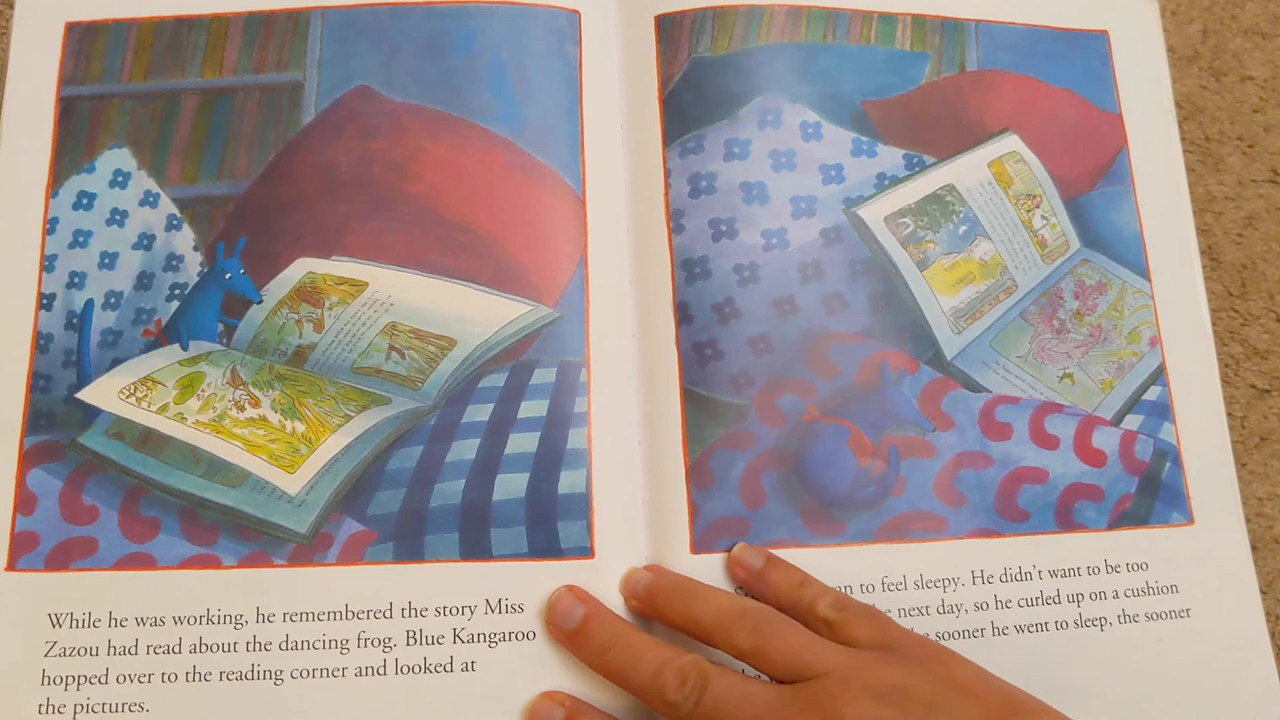 While he was working, he remembered the story Miss
Zazou had read about the dancing frog. Blue Kangaroo
hopped over to the reading corner and looked at
the pictures.
to feel sleepy. He didn't want to be too
next day, so he curled up on a cushion
sooner he went to sleep, the sooner